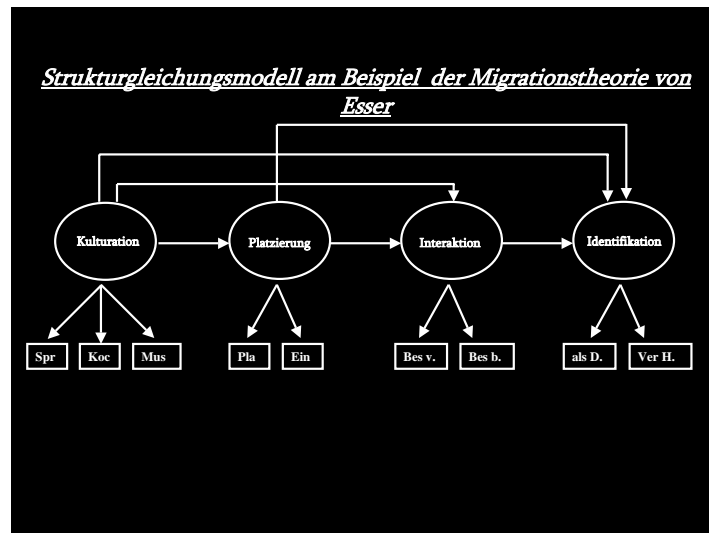 Strukturgleichungsmodell am Beispiel der Migrationstheorie von
Esser
Kulturation
Platzierung
Interaktion
Identifikation
Spr
Koc
Mus
Pla
Ein
Bes v.
Bes b.
als D.
Ver H.